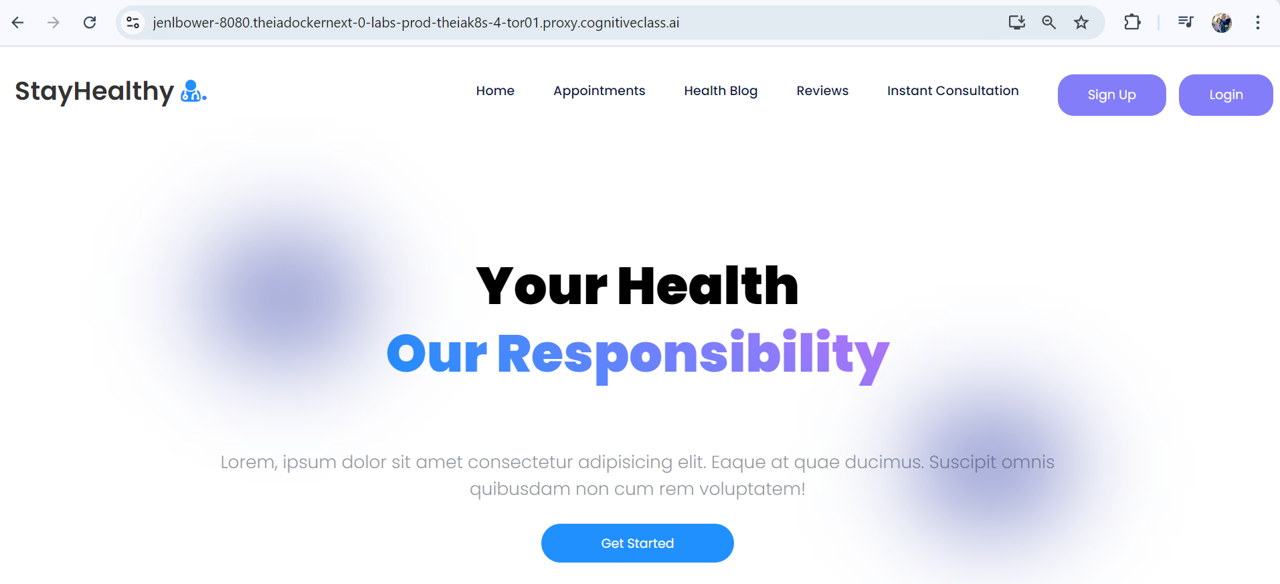 jenlbower-8080.theiadockernext-0-labs-prod-theiak8s-4-tor01.proxy.cognitiveclass.ai
StayHealthy
Home Appointments Health Blog Reviews Instant Consultation Sign Up Login
Your Health
Our Responsibility
Lorem, ipsum dolor sit amet consectetur adipisicing elit. Eaque at quae ducimus. Suscipit omnis
quibusdam non cum rem voluptatem!
Get Started